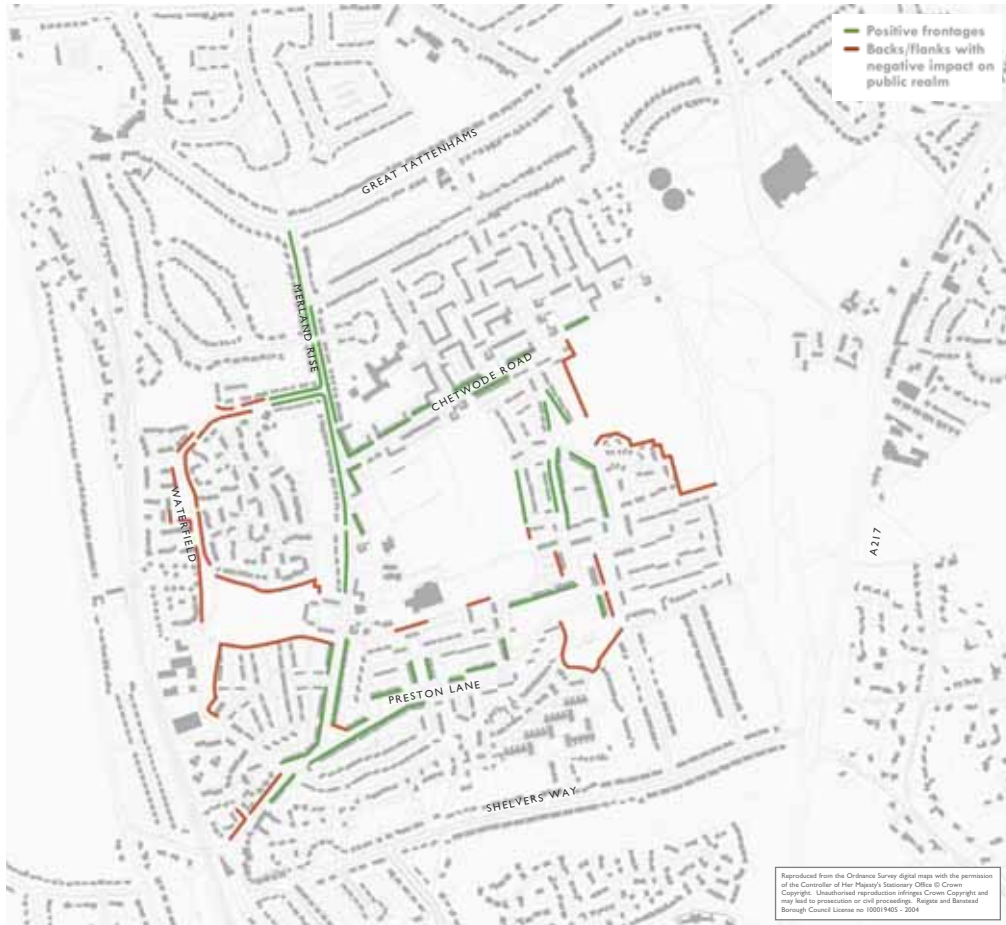 Positive frontages
Backs/flanks with
negative impact on
public realm
GREAT TATTENHAMS
MERLAND RISE
CHETWODE ROAD
WATERFIELD
A217
PRESTON LANE
SHELVERS WAY
Reproduced from the Ordnance Survey digital maps with the permission
of the Controller of Her Majesty's Stationary Office © Crown
Copyright. Unauthorised reproduction infringes Crown Copyright and
may lead to prosecution or civil proceedings. Reigate and Banstead
Borough Council License no 100019405 - 2004